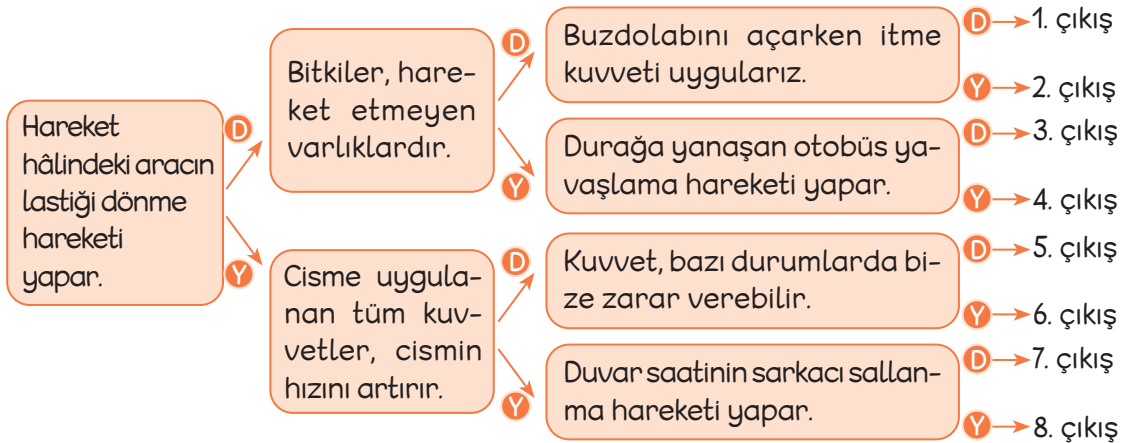 Hareket
hâlindeki aracın
lastiği dönme
hareketi
yapar.
D
Y
Bitkiler, hare-
ket etmeyen
varlıklardır.
D
Y
Cisme uygula-
nan tüm kuv-
vetler, cismin
hızını artırır.
D
Y
Buzdolabını açarken itme
kuvveti uygularız.
D 1. çıkış
Y 2. çıkış
Durağa yanaşan otobüs ya-
vaşlama hareketi yapar.
D 3. çıkış
Y 4. çıkış
Kuvvet, bazı durumlarda bi-
ze zarar verebilir.
D 5. çıkış
Y 6. çıkış
Duvar saatinin sarkacı sallan-
ma hareketi yapar.
D 7. çıkış
Y 8. çıkış